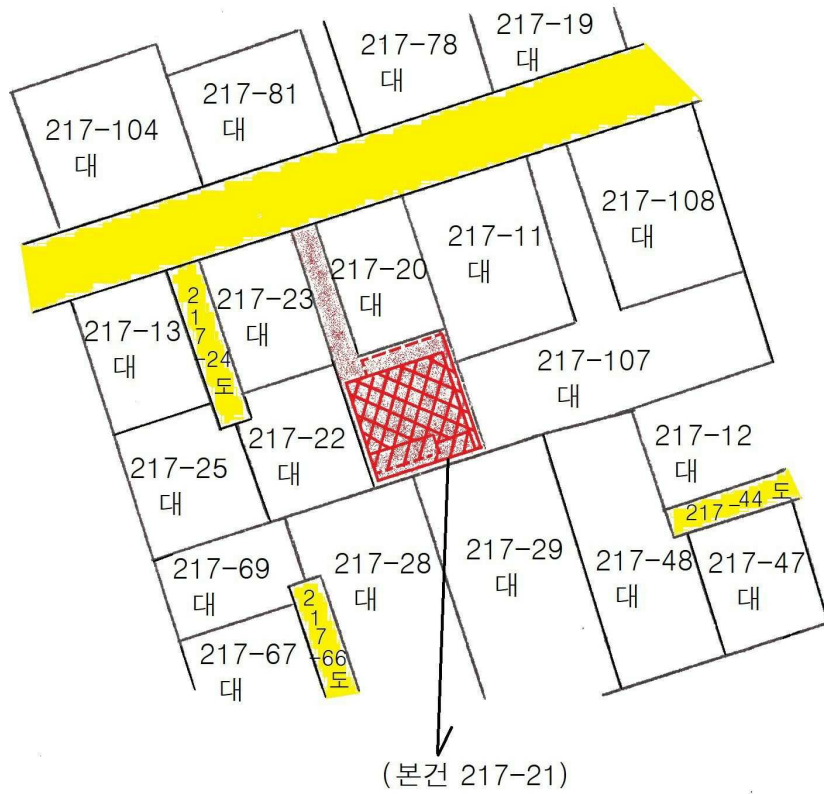 217-19
대
217-78
대
217-81
대
217-104
대
217-108
대
217-11
대
217-20
대
217-23
대
217-24
도
217-13
대
217-107
대
217-12
대
217-22
대
217-25
대
217-44 도
217-29
대
217-48
대
217-47
대
217-28
대
217-69
대
217-66
도
217-67
대
(본건 217-21)